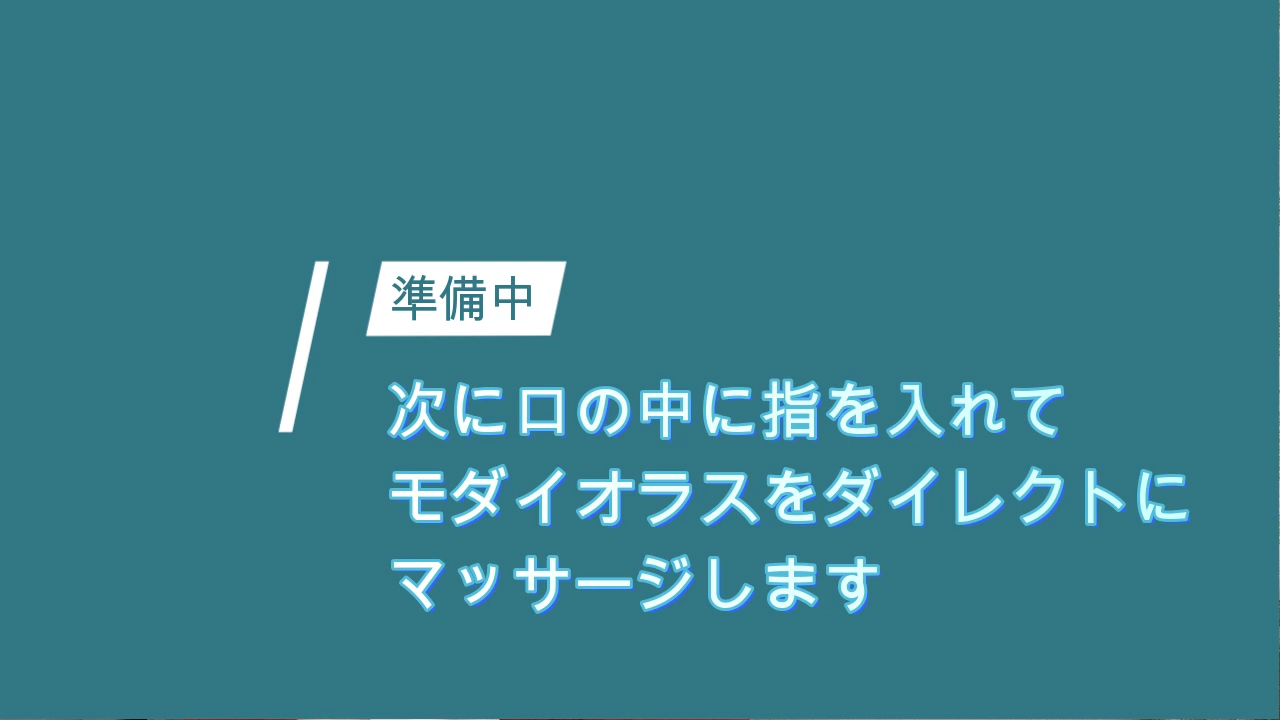 準備中
次に口の中に指を入れて
モダイオラスをダイレクトに
マッサージします